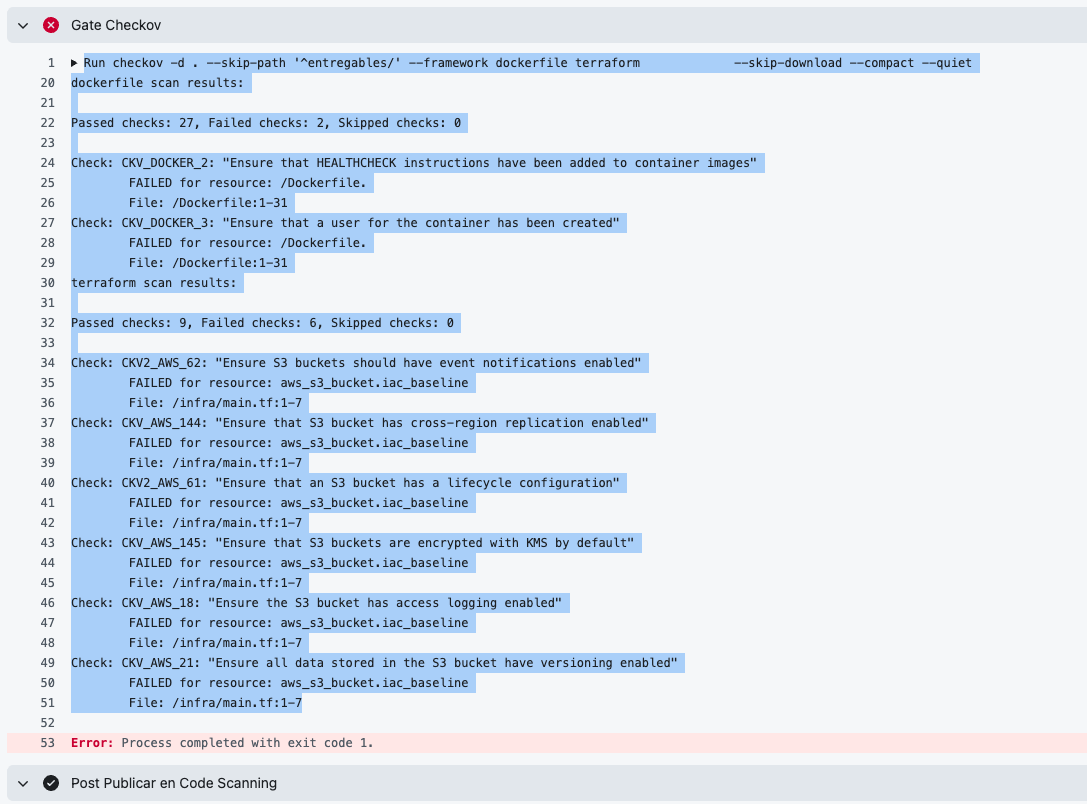 Gate Checkov
1 Run checkov -d . --skip-path '^entregables/' --framework dockerfile terraform --skip-download --compact --quiet
20 dockerfile scan results:
21
22 Passed checks: 27, Failed checks: 2, Skipped checks: 0
23
24 Check: CKV_DOCKER_2: "Ensure that HEALTHCHECK instructions have been added to container images"
25 FAILED for resource: /Dockerfile.
26 File: /Dockerfile:1-31
27 Check: CKV_DOCKER_3: "Ensure that a user for the container has been created"
28 FAILED for resource: /Dockerfile.
29 File: /Dockerfile:1-31
30 terraform scan results:
31
32 Passed checks: 9, Failed checks: 6, Skipped checks: 0
33
34 Check: CKV2_AWS_62: "Ensure S3 buckets should have event notifications enabled"
35 FAILED for resource: aws_s3_bucket.iac_baseline
36 File: /infra/main.tf:1-7
37 Check: CKV_AWS_144: "Ensure that S3 bucket has cross-region replication enabled"
38 FAILED for resource: aws_s3_bucket.iac_baseline
39 File: /infra/main.tf:1-7
40 Check: CKV2_AWS_61: "Ensure that an S3 bucket has a lifecycle configuration"
41 FAILED for resource: aws_s3_bucket.iac_baseline
42 File: /infra/main.tf:1-7
43 Check: CKV_AWS_145: "Ensure that S3 buckets are encrypted with KMS by default"
44 FAILED for resource: aws_s3_bucket.iac_baseline
45 File: /infra/main.tf:1-7
46 Check: CKV_AWS_18: "Ensure the S3 bucket has access logging enabled"
47 FAILED for resource: aws_s3_bucket.iac_baseline
48 File: /infra/main.tf:1-7
49 Check: CKV_AWS_21: "Ensure all data stored in the S3 bucket have versioning enabled"
50 FAILED for resource: aws_s3_bucket.iac_baseline
51 File: /infra/main.tf:1-7
52
53 Error: Process completed with exit code 1.
Post Publicar en Code Scanning